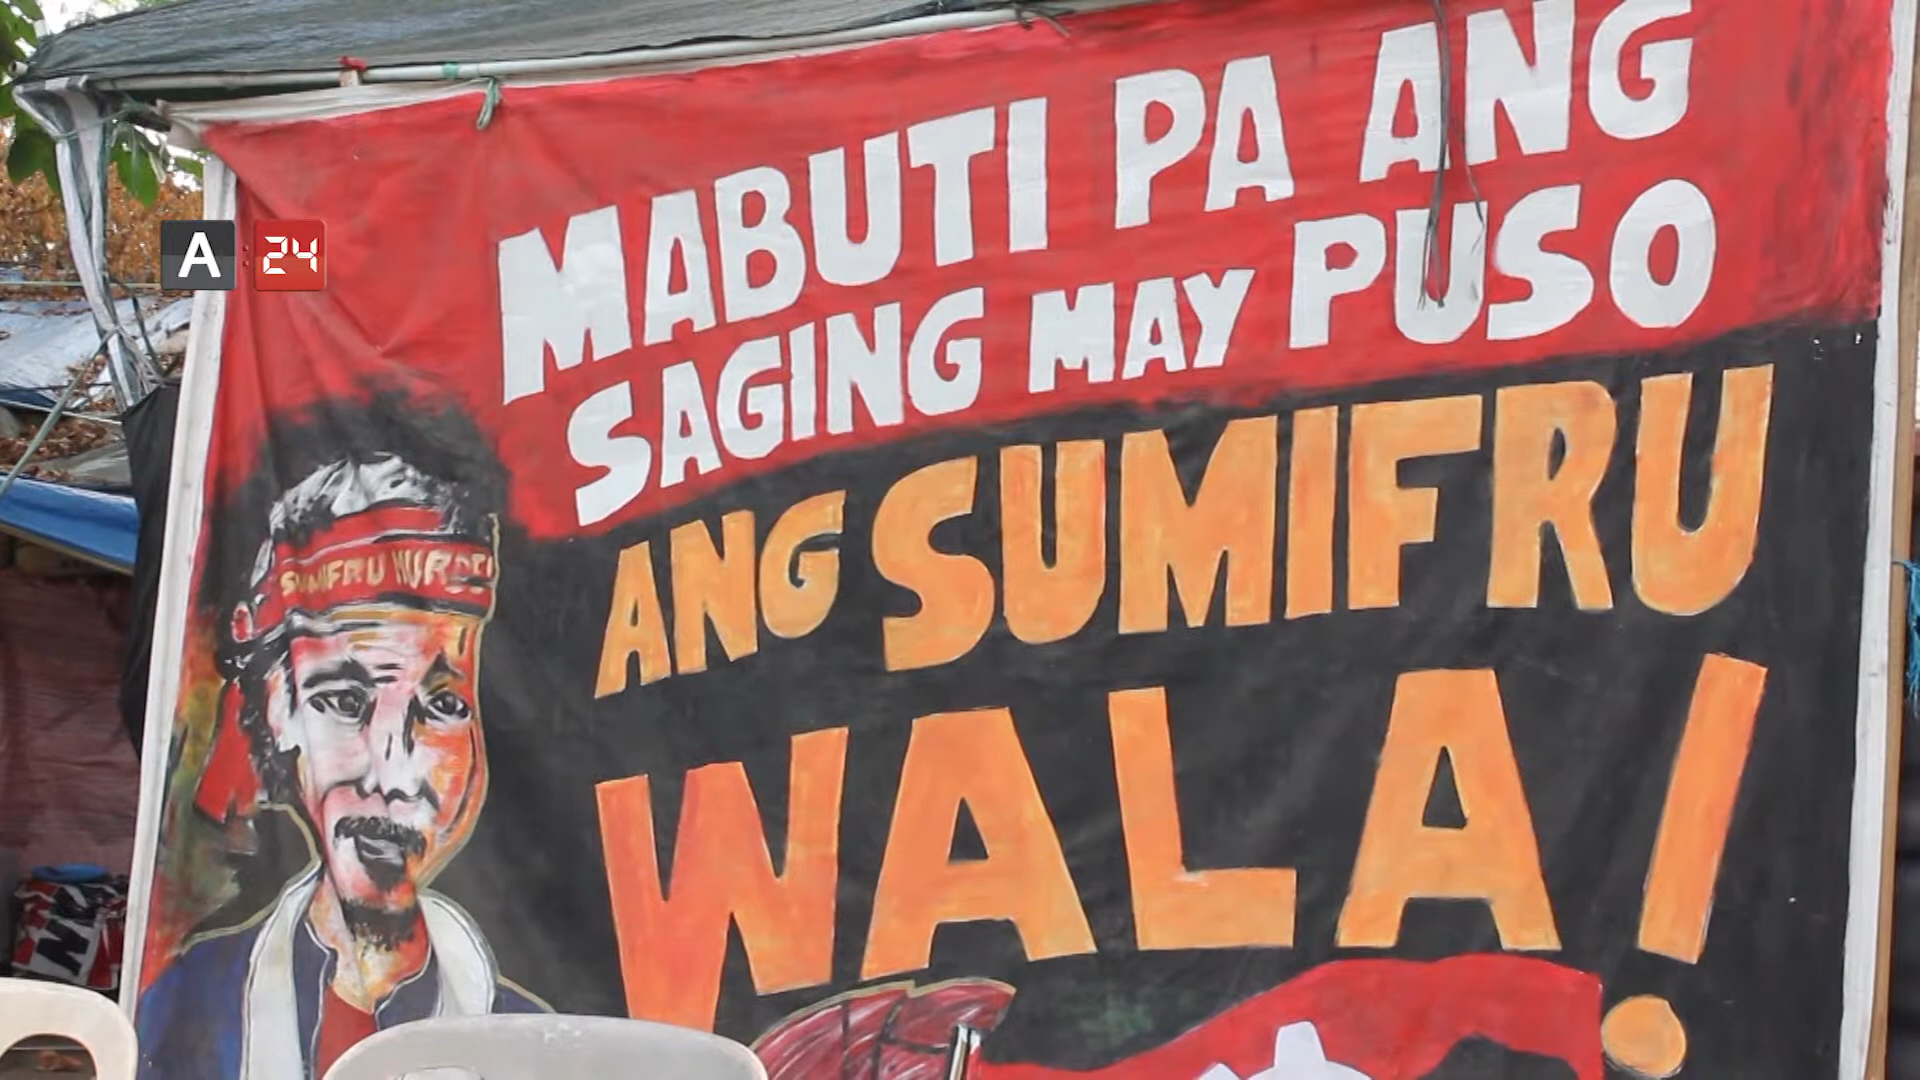 MABUTI PA ANG
SAGING MAY PUSO
ANG SUMIFRU
WALA!
A:24
SUMIFRU